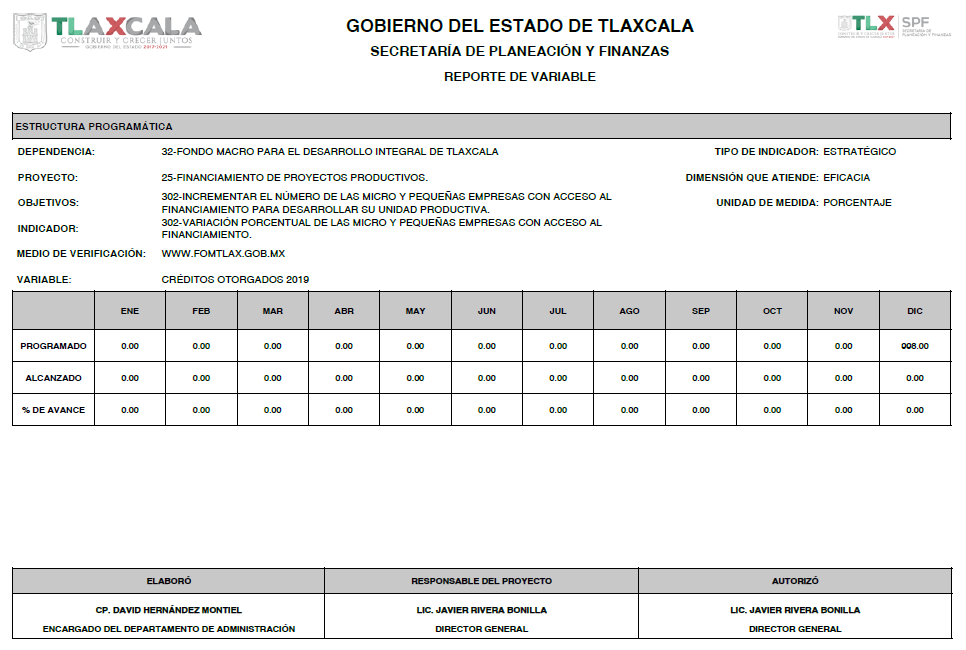 TLAXCALA
CONSTRUIR Y CRECER JUNTOS
GOBIERNO DEL ESTADO 2017-2021
GOBIERNO DEL ESTADO DE TLAXCALA
SECRETARÍA DE PLANEACIÓN Y FINANZAS
REPORTE DE VARIABLE
TLX SPF
ESTRUCTURA PROGRAMÁTICA
DEPENDENCIA: 32-FONDO MACRO PARA EL DESARROLLO INTEGRAL DE TLAXCALA TIPO DE INDICADOR: ESTRATÉGICO
PROYECTO: 25-FINANCIAMIENTO DE PROYECTOS PRODUCTIVOS. DIMENSIÓN QUE ATIENDE: EFICACIA
OBJETIVOS: 302-INCREMENTAR EL NÚMERO DE LAS MICRO Y PEQUEÑAS EMPRESAS CON ACCESO AL UNIDAD DE MEDIDA: PORCENTAJE
FINANCIAMIENTO PARA DESARROLLAR SU UNIDAD PRODUCTIVA.
INDICADOR: 302-VARIACIÓN PORCENTUAL DE LAS MICRO Y PEQUEÑAS EMPRESAS CON ACCESO AL
FINANCIAMIENTO.
MEDIO DE VERIFICACIÓN: WWW.FOMTLAX.GOB.MX
VARIABLE: CRÉDITOS OTORGADOS 2019
ENE FEB MAR ABR MAY JUN JUL AGO SEP OCT NOV DIC
PROGRAMADO 0.00 0.00 0.00 0.00 0.00 0.00 0.00 0.00 0.00 0.00 0.00
ALCANZADO 0.00 0.00 0.00 0.00 0.00 0.00 0.00 0.00 0.00 0.00 0.00 0.00
% DE AVANCE 0.00 0.00 0.00 0.00 0.00 0.00 0.00 0.00 0.00 0.00 0.00 0.00
ELABORÓ RESPONSABLE DEL PROYECTO AUTORIZÓ
CP. DAVID HERNÁNDEZ MONTIEL LIC. JAVIER RIVERA BONILLA LIC. JAVIER RIVERA BONILLA
ENCARGADO DEL DEPARTAMENTO DE ADMINISTRACIÓN DIRECTOR GENERAL DIRECTOR GENERAL